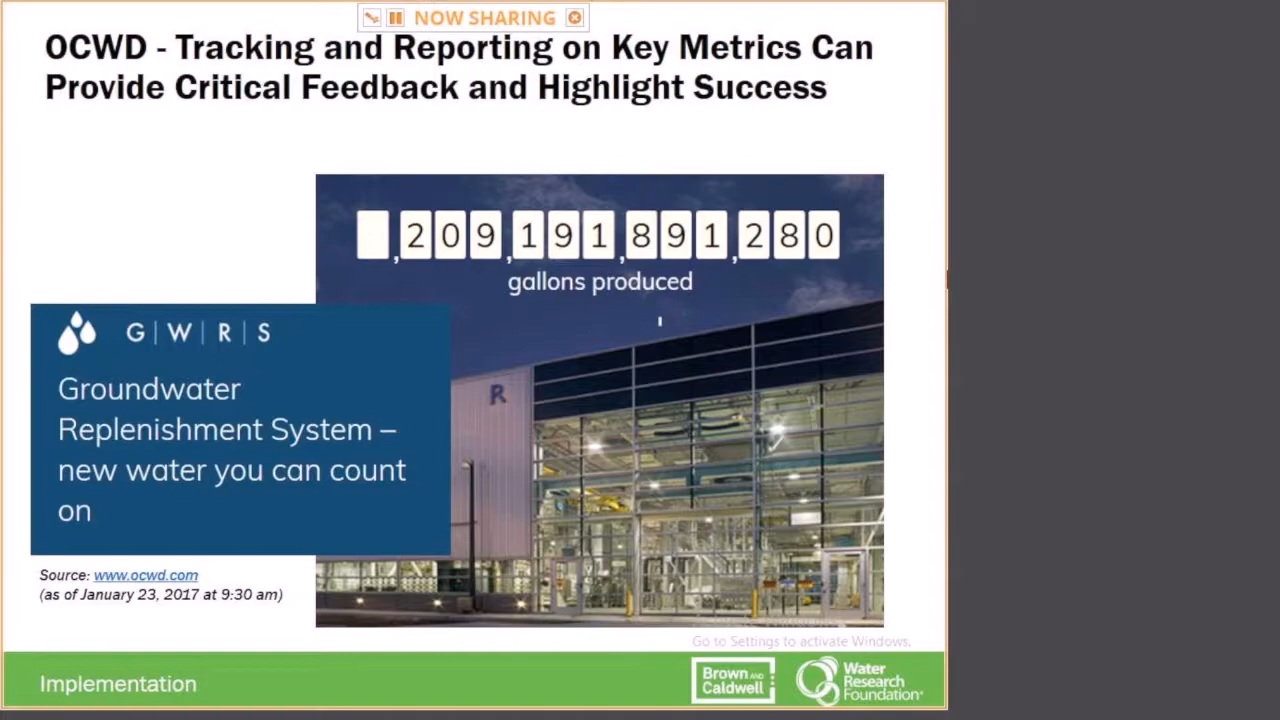 NOW SHARING
OCWD - Tracking and Reporting on Key Metrics Can
Provide Critical Feedback and Highlight Success
,209,191,891,280
gallons produced
G|W|R|S
Groundwater
Replenishment System –
new water you can count
on
R
Source: www.ocwd.com
(as of January 23, 2017 at 9:30 am)
Go to Settings to activate Windows.
Implementation
Brown AND
Caldwell
Water
Research
Foundation